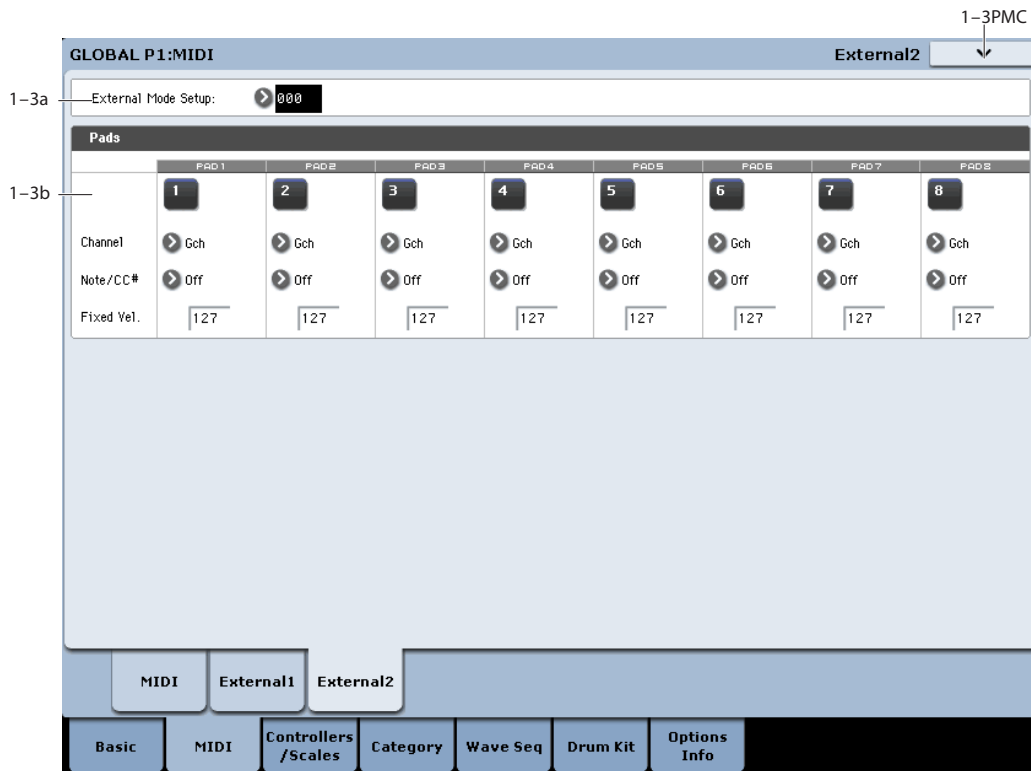 1–3PMC
GLOBAL P1:MIDI External2
1–3a External Mode Setup: 000
Pads
PAD1 PAD2 PAD3 PAD4 PAD5 PAD6 PAD7 PAD8
1–3b 1 2 3 4 5 6 7 8
Channel Gch Gch Gch Gch Gch Gch Gch Gch
Note/CC# Off Off Off Off Off Off Off Off
Fixed Vel. 127 127 127 127 127 127 127 127
MIDI External1 External2
Basic MIDI Controllers /Scales Category Wave Seq Drum Kit Options Info